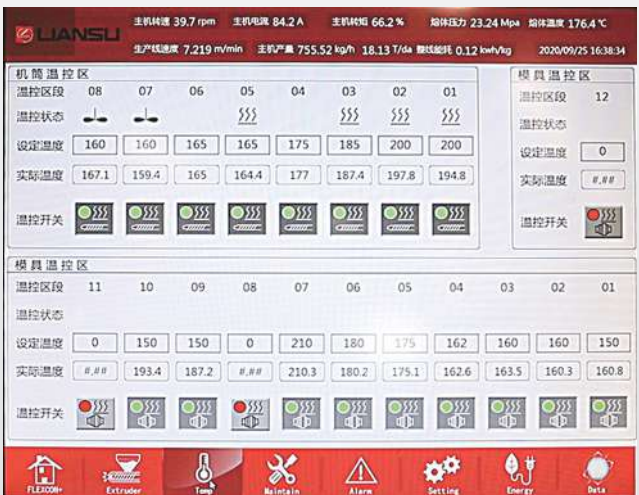 LIANSU
主机转速 39.7 rpm 主机电流 84.2 A 主机转矩 66.2 % 熔体压力 23.24 Mpa 熔体温度 176.4 ℃
生产线速度 7.219 m/min 主机产量 755.52 kg/h 18.13 T/da 整线能耗 0.12 kwh/kg 2020/09/25 16:38:34
机筒温控区 模具温控区
温控区段 08 07 06 05 04 03 02 01 温控区段 12
温控状态 温控状态
设定温度 160 160 165 165 175 185 200 200 设定温度 0
实际温度 167.1 159.4 165 164.4 177 187.4 197.8 194.8 实际温度 #.##
温控开关 温控开关
模具温控区
温控区段 11 10 09 08 07 06 05 04 03 02 01
温控状态
设定温度 0 150 150 0 210 180 175 162 160 160 150
实际温度 #.## 193.4 187.2 #.## 210.3 180.2 175.1 162.6 163.5 160.3 160.8
温控开关
FLEXCON+ Extruder Temp Maintain Alarm Setting Energy Data